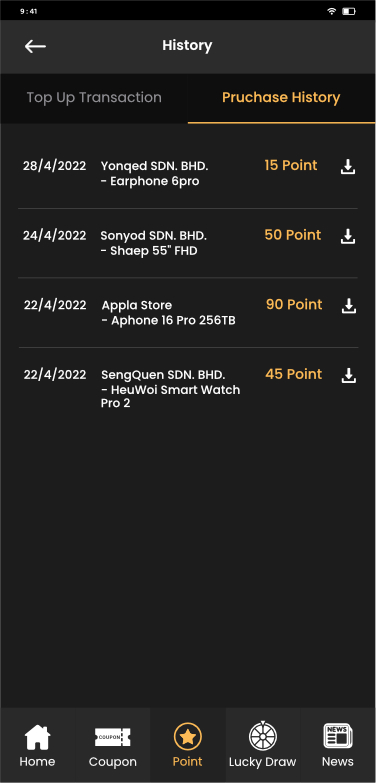 9:41
History
Top Up Transaction
Pruchase History
28/4/2022 Yonqed SDN. BHD. 15 Point
- Earphone 6pro
24/4/2022 Sonyod SDN. BHD. 50 Point
- Shaep 55" FHD
22/4/2022 Appla Store 90 Point
- Aphone 16 Pro 256TB
22/4/2022 SengQuen SDN. BHD. 45 Point
- HeuWoi Smart Watch
Pro 2
COUPON
NEWS
Home Coupon Point Lucky Draw News